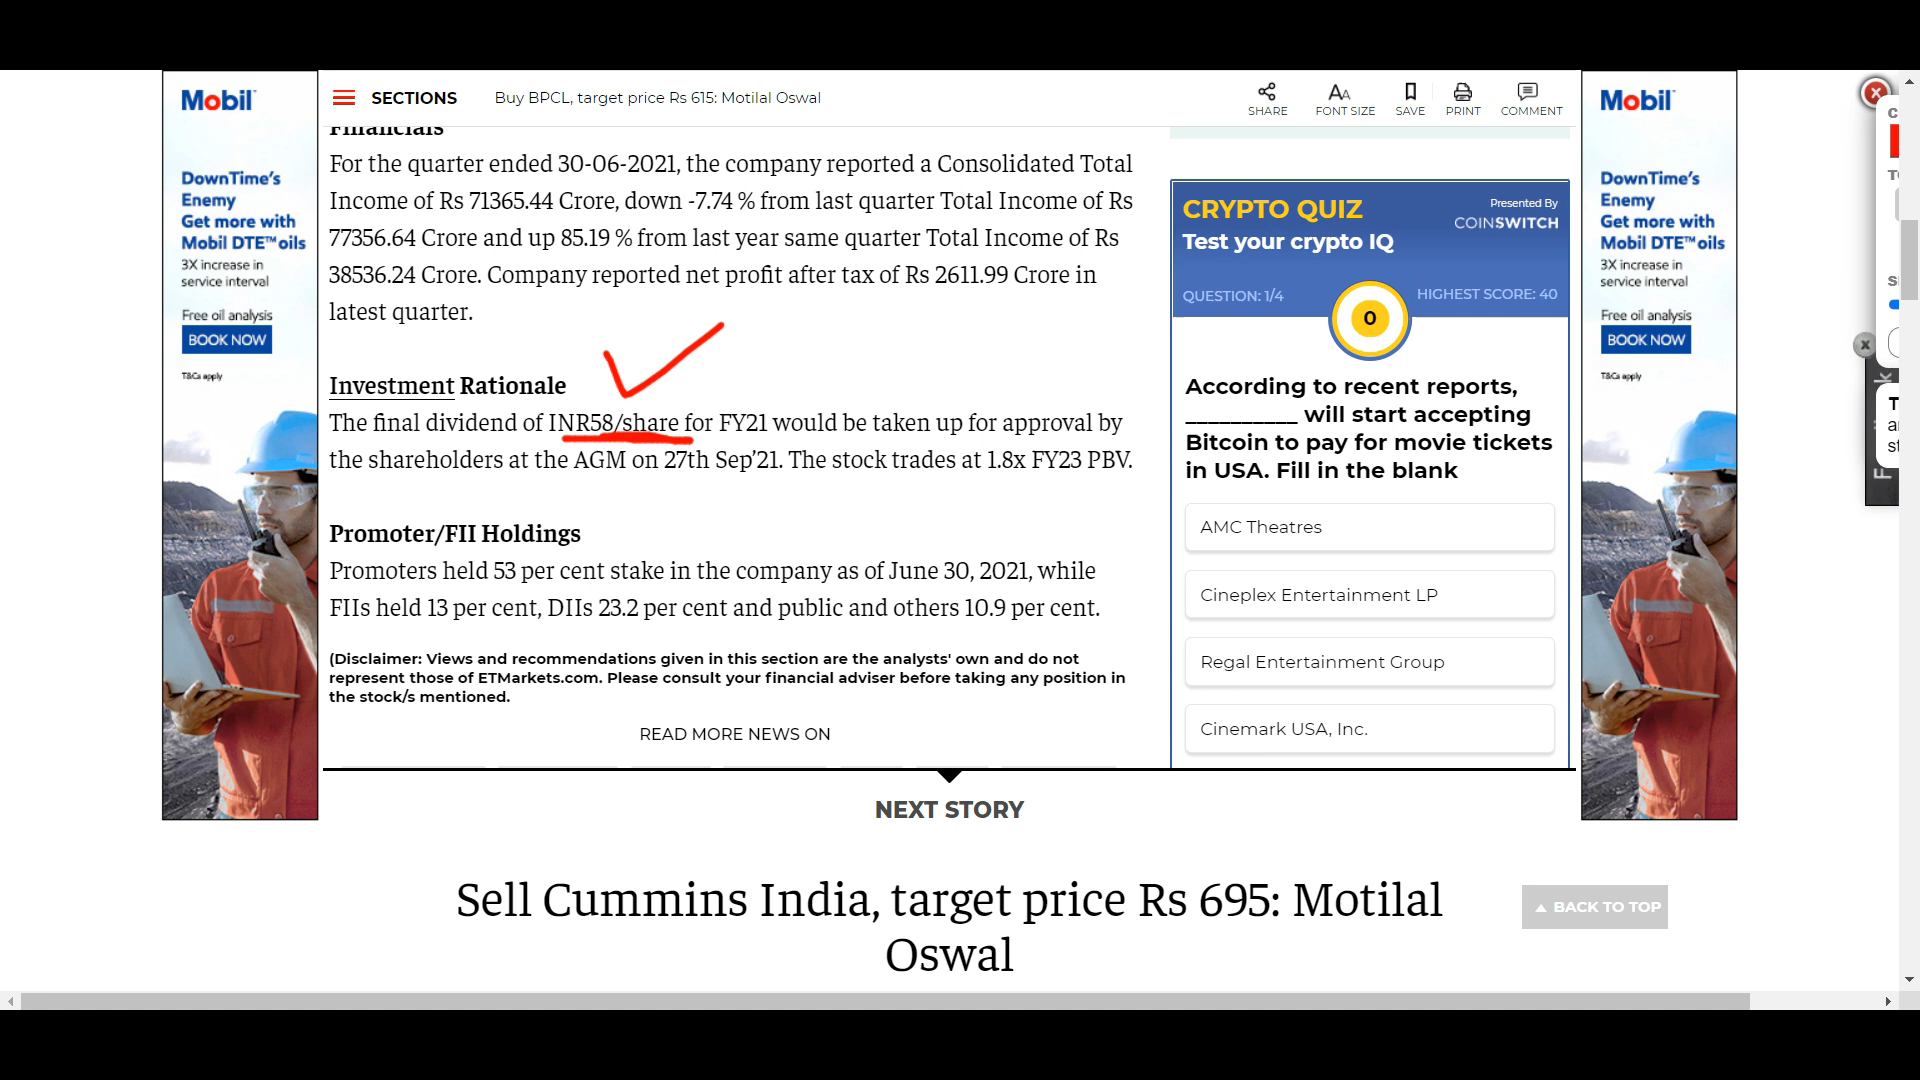 Mobil
DownTime's
Enemy
Get more with
Mobil DTE™oils
3X increase in
service interval
Free oil analysis
BOOK NOW
T&Cs apply
SECTIONS
Buy BPCL, target price Rs 615: Motilal Oswal
SHARE
FONT SIZE
SAVE
PRINT
COMMENT
Financials
For the quarter ended 30-06-2021, the company reported a Consolidated Total
Income of Rs 71365.44 Crore, down -7.74 % from last quarter Total Income of Rs
77356.64 Crore and up 85.19 % from last year same quarter Total Income of Rs
38536.24 Crore. Company reported net profit after tax of Rs 2611.99 Crore in
latest quarter.
Investment Rationale
The final dividend of INR58/share for FY21 would be taken up for approval by
the shareholders at the AGM on 27th Sep'21. The stock trades at 1.8x FY23 PBV.
Promoter/FII Holdings
Promoters held 53 per cent stake in the company as of June 30, 2021, while
FIIs held 13 per cent, DIIs 23.2 per cent and public and others 10.9 per cent.
(Disclaimer: Views and recommendations given in this section are the analysts' own and do not
represent those of ETMarkets.com. Please consult your financial adviser before taking any position in
the stock/s mentioned.
READ MORE NEWS ON
CRYPTO QUIZ
Test your crypto IQ
Presented By
COINSWITCH
QUESTION: 1/4
0
HIGHEST SCORE: 40
According to recent reports,
__________ will start accepting
Bitcoin to pay for movie tickets
in USA. Fill in the blank
AMC Theatres
Cineplex Entertainment LP
Regal Entertainment Group
Cinemark USA, Inc.
Mobil
DownTime's
Enemy
Get more with
Mobil DTE™oils
3X increase in
service interval
Free oil analysis
BOOK NOW
T&Cs apply
NEXT STORY
Sell Cummins India, target price Rs 695: Motilal
Oswal
BACK TO TOP